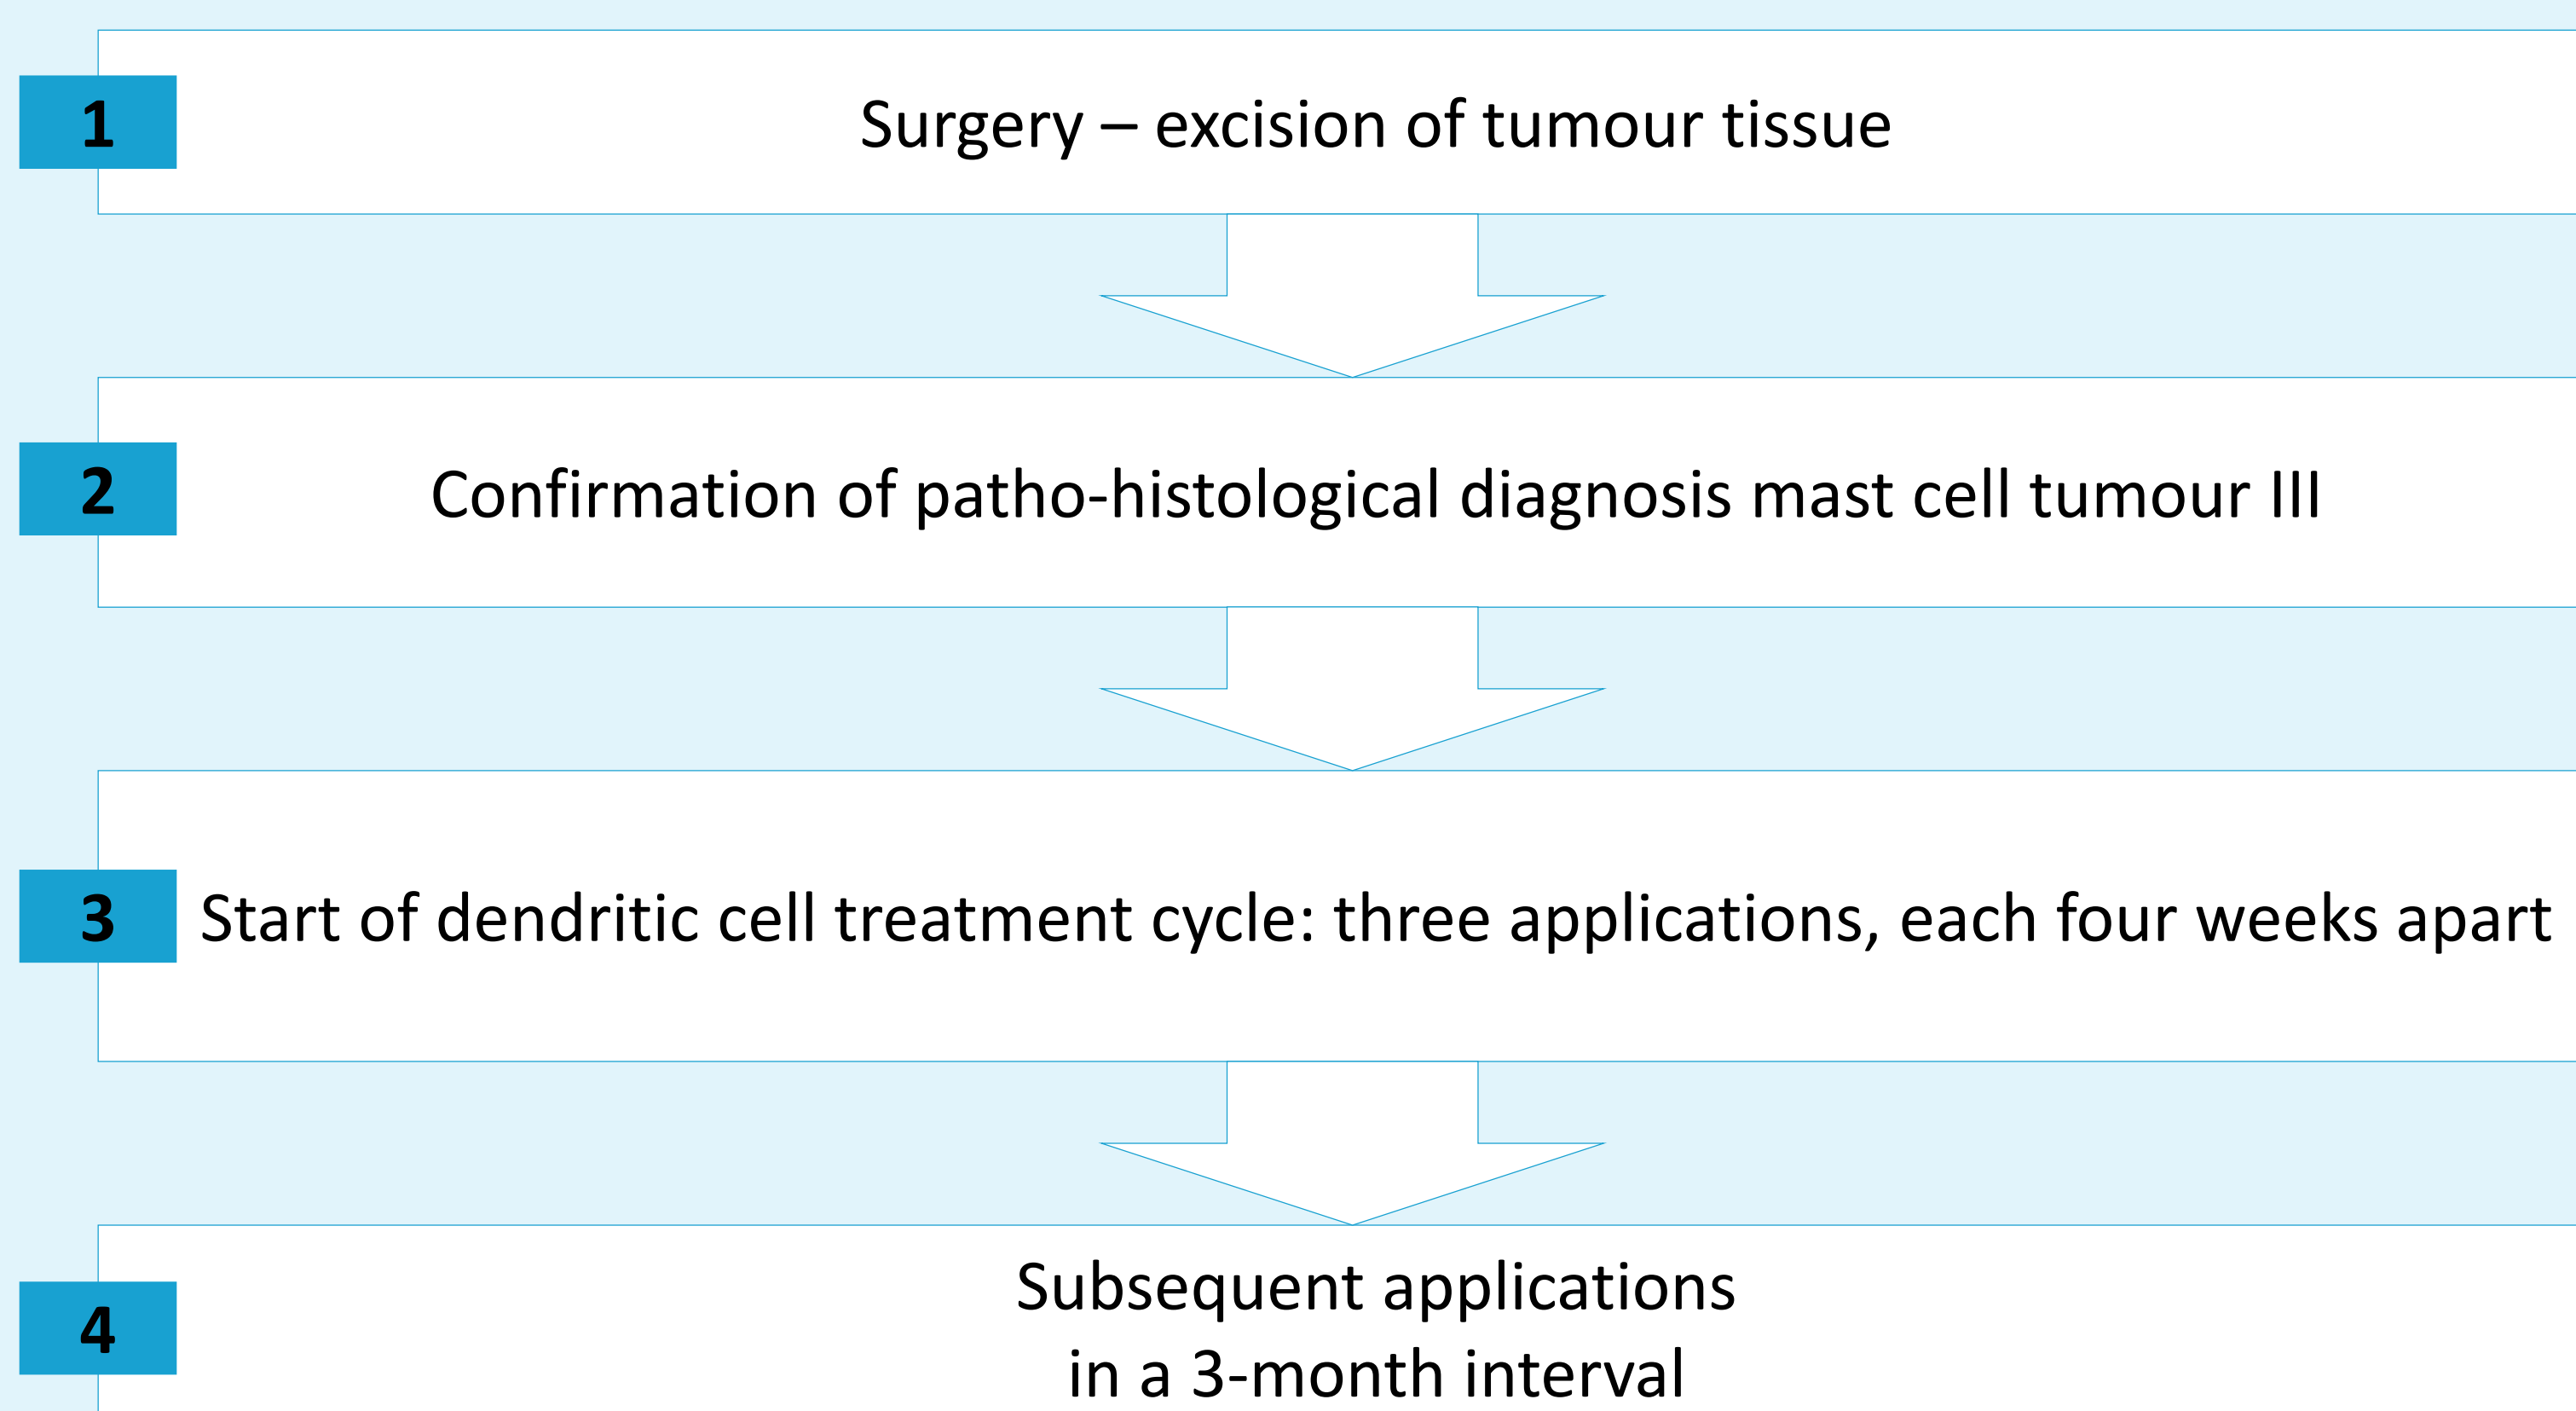 1
Surgery – excision of tumour tissue
2
Confirmation of patho-histological diagnosis mast cell tumour III
3
Start of dendritic cell treatment cycle: three applications, each four weeks apart
4
Subsequent applications
in a 3-month interval